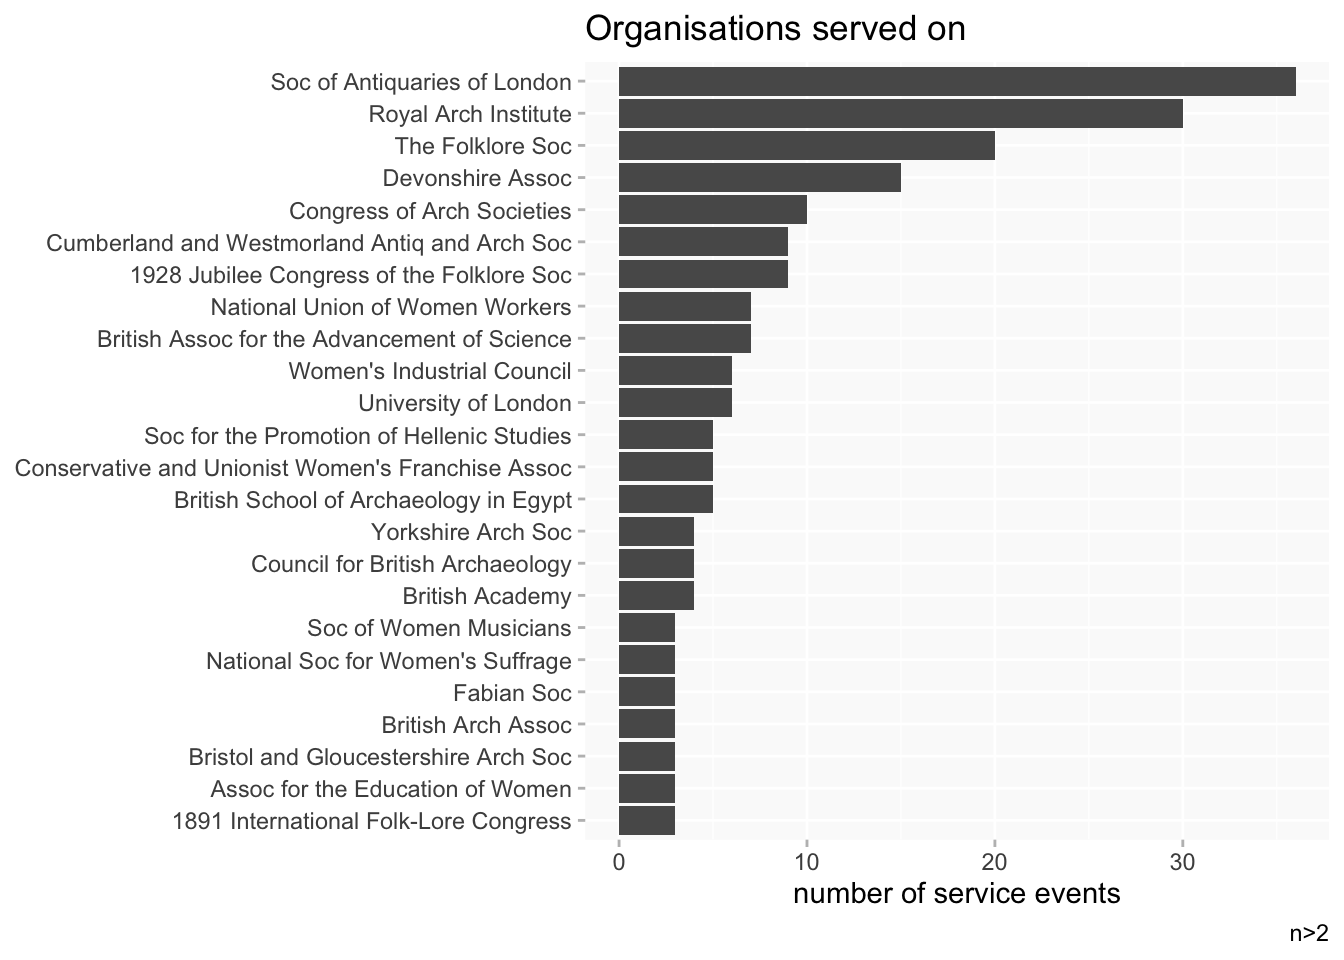 Organisations served on
Soc of Antiquaries of London
Royal Arch Institute
The Folklore Soc
Devonshire Assoc
Congress of Arch Societies
Cumberland and Westmorland Antiq and Arch Soc
1928 Jubilee Congress of the Folklore Soc
National Union of Women Workers
British Assoc for the Advancement of Science
Women's Industrial Council
University of London
Soc for the Promotion of Hellenic Studies
Conservative and Unionist Women's Franchise Assoc
British School of Archaeology in Egypt
Yorkshire Arch Soc
Council for British Archaeology
British Academy
Soc of Women Musicians
National Soc for Women's Suffrage
Fabian Soc
British Arch Assoc
Bristol and Gloucestershire Arch Soc
Assoc for the Education of Women
1891 International Folk-Lore Congress
0 10 20 30
number of service events
n>2